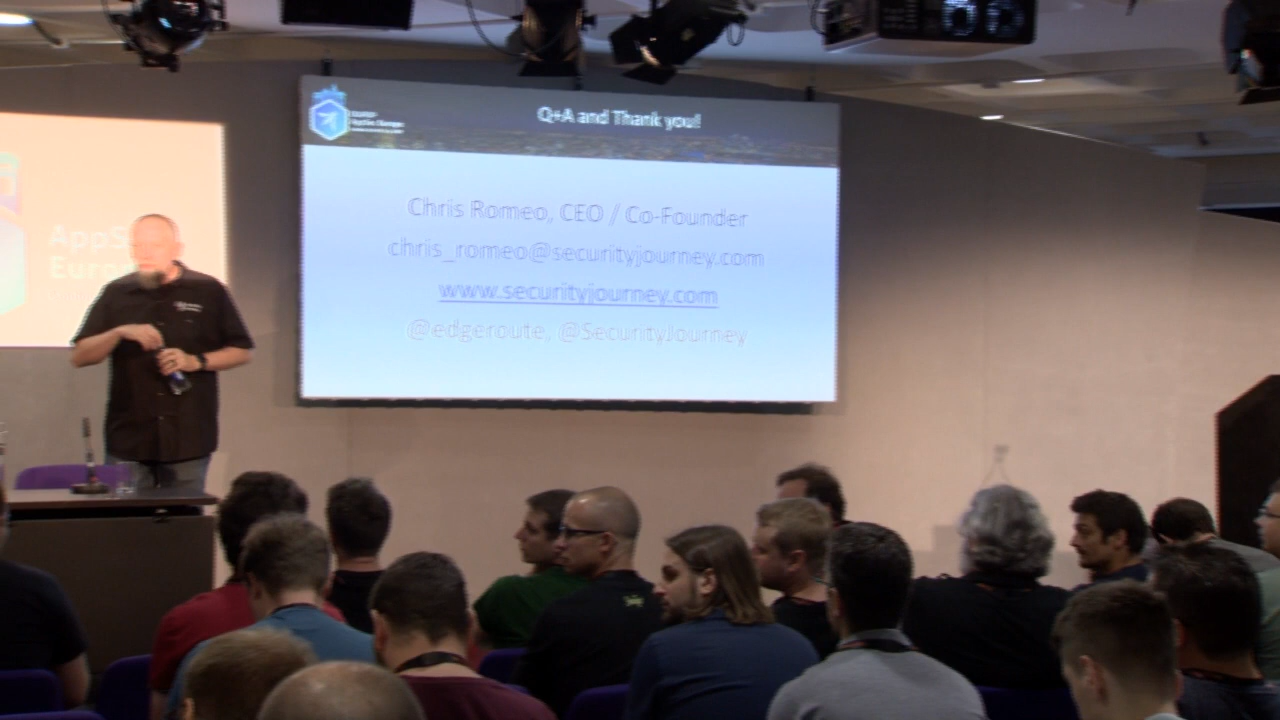 Q+A and Thank you!
Chris Romeo, CEO / Co-Founder
chris_romeo@securityjourney.com
www.securityjourney.com
@edgeroute, @SecurityJourney